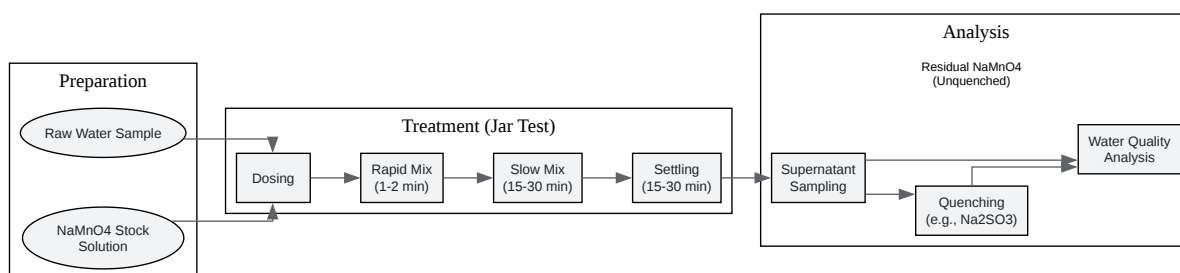 Preparation
Raw Water Sample
NaMnO4 Stock
Solution
Treatment (Jar Test)
Dosing
Rapid Mix
(1-2 min)
Slow Mix
(15-30 min)
Settling
(15-30 min)
Analysis
Residual NaMnO4
(Unquenched)
Supernatant
Sampling
Quenching
(e.g., Na2SO3)
Water Quality
Analysis